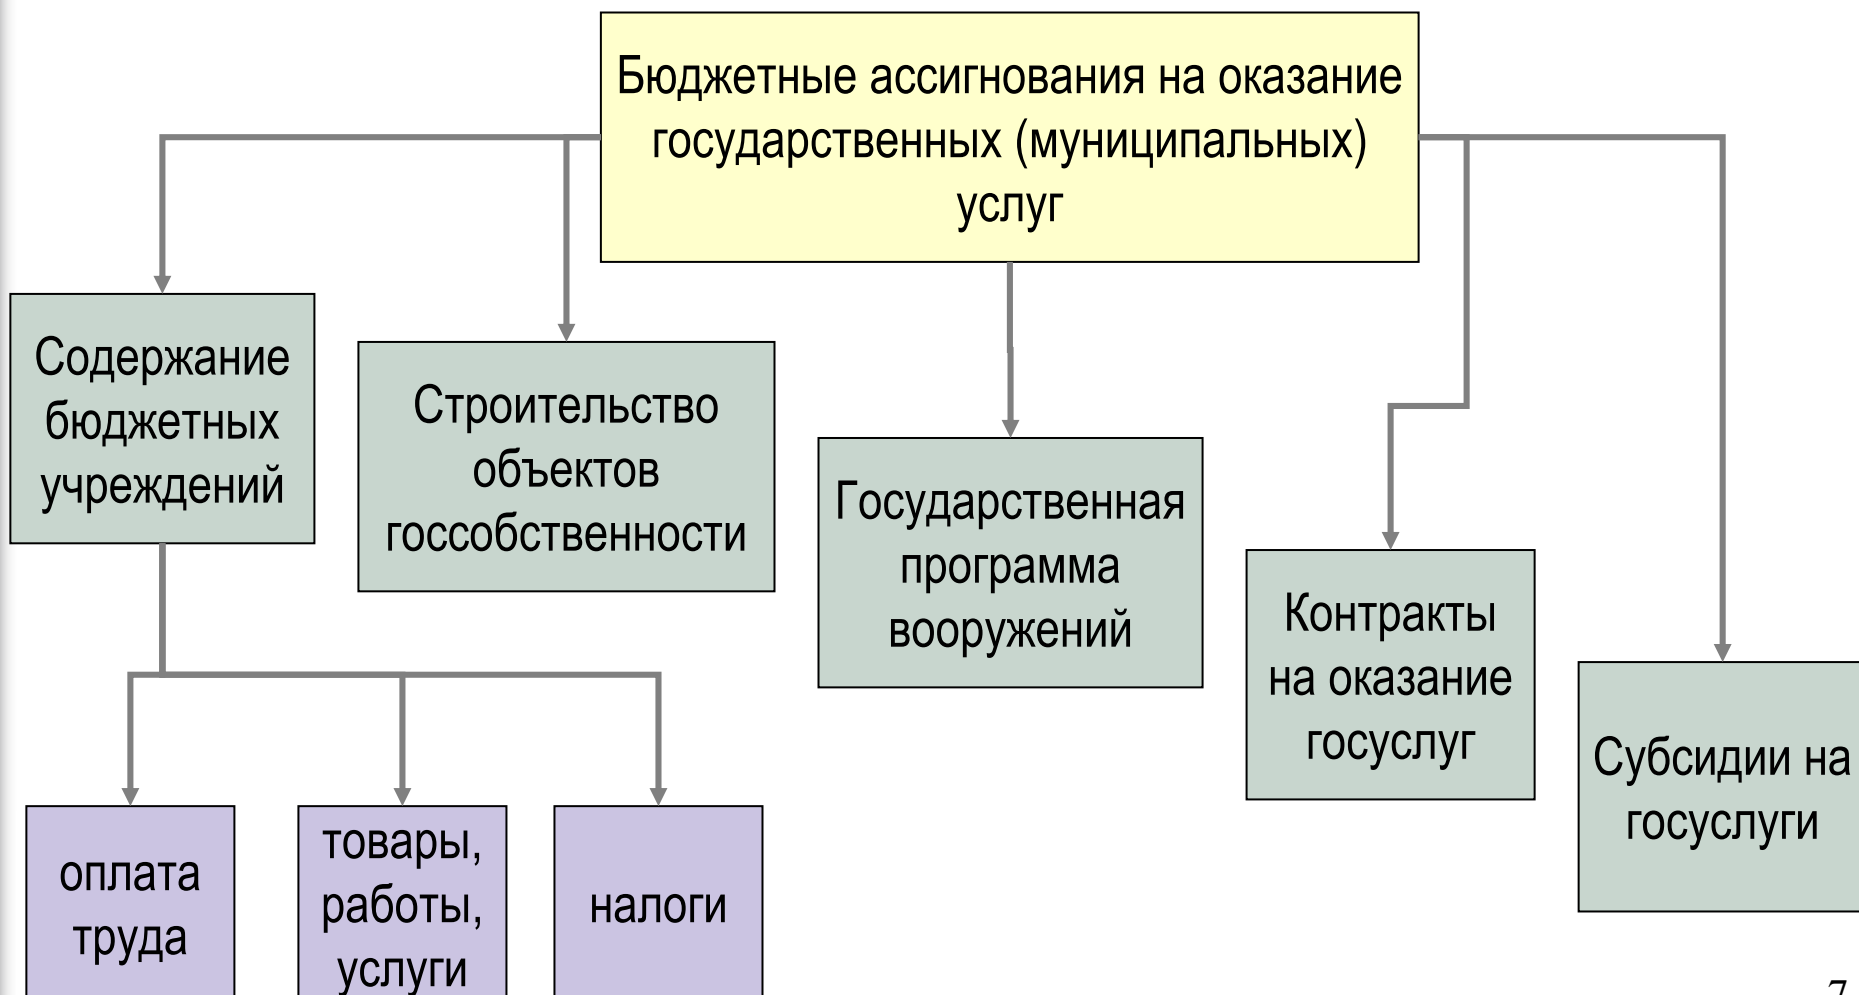 Бюджетные ассигнования на оказание
государственных (муниципальных)
услуг
Содержание
бюджетных
учреждений
Строительство
объектов
госсобственности
Государственная
программа
вооружений
Контракты
на оказание
госуслуг
Субсидии на
госуслуги
оплата
труда
товары,
работы,
услуги
налоги
7